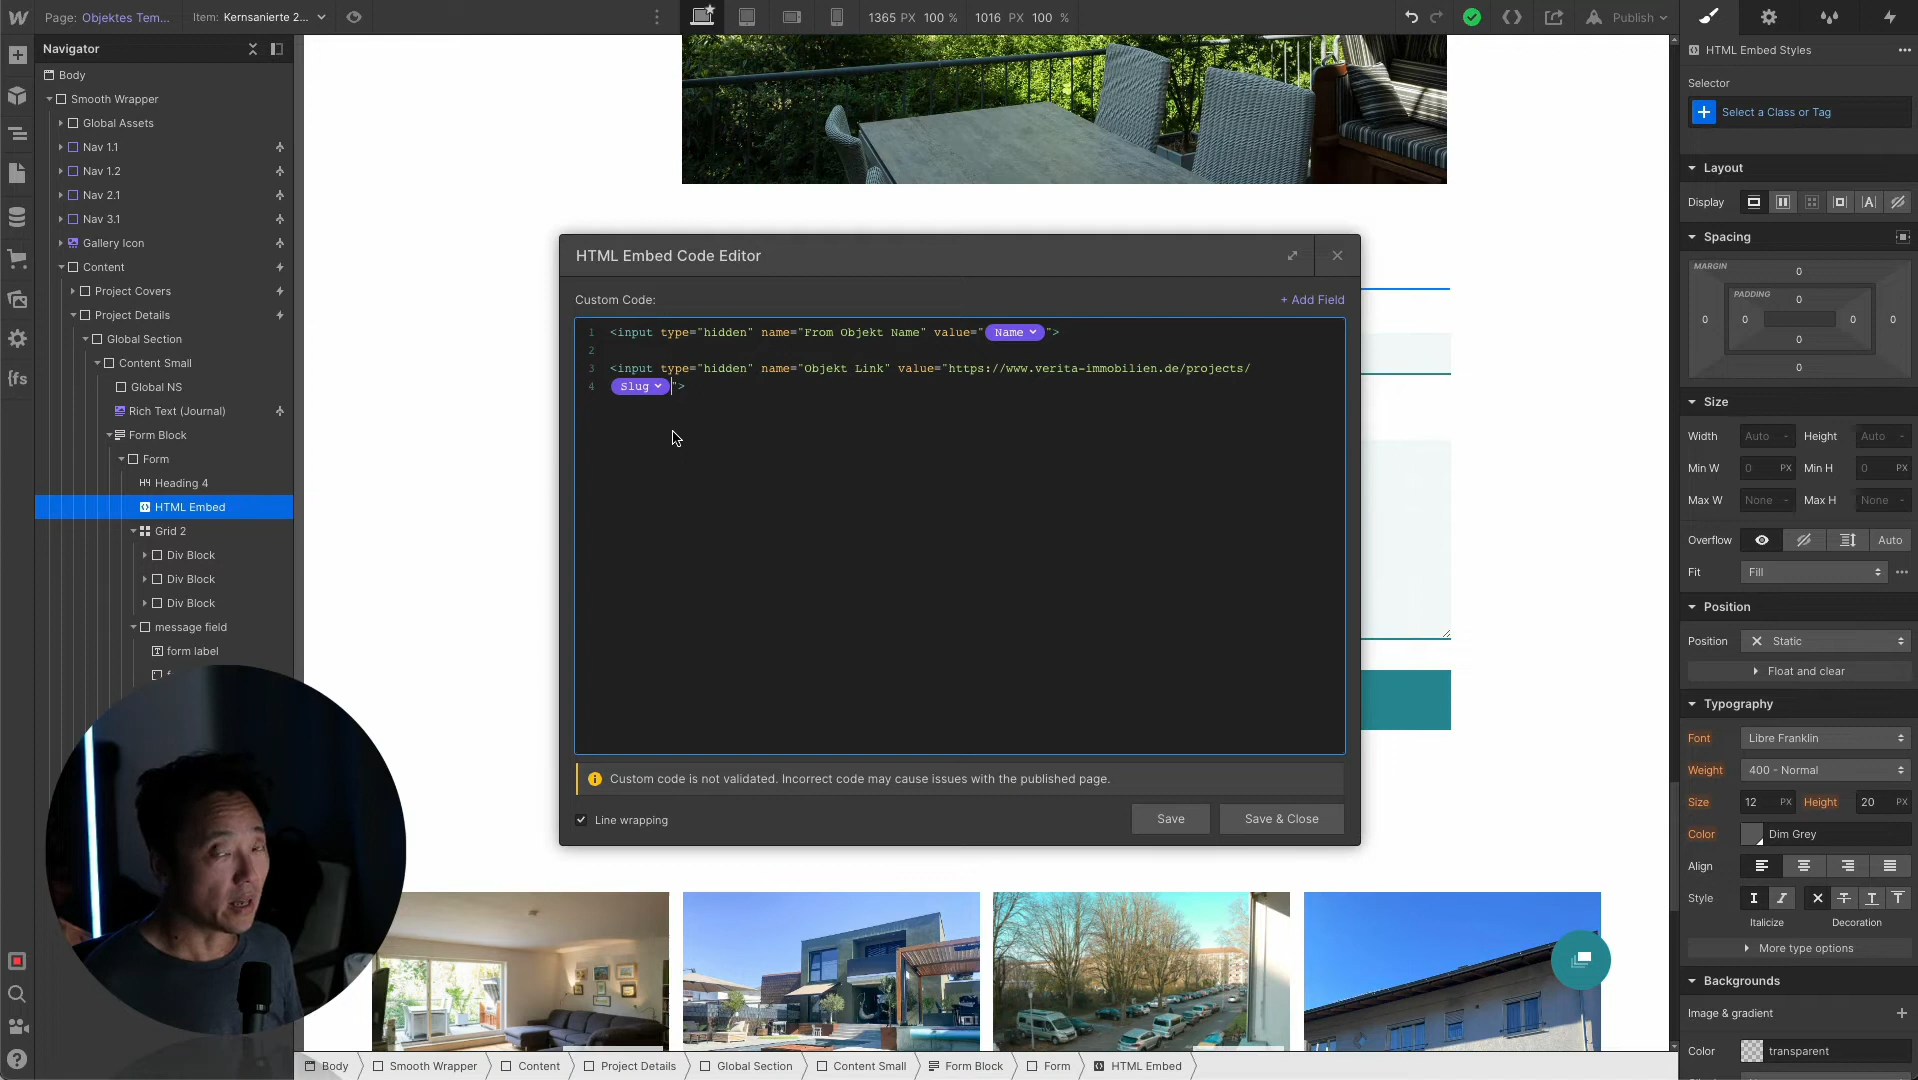 Page: Objektes Tem...
Item: Kernsanierte 2...
1365 PX 100 %
1016 PX 100 %
Publish
Navigator
Body
Smooth Wrapper
Global Assets
Nav 1.1
Nav 1.2
Nav 2.1
Nav 3.1
Gallery Icon
Content
Project Covers
Project Details
Global Section
Content Small
Global NS
Rich Text (Journal)
Form Block
Form
H4 Heading 4
HTML Embed
Grid 2
Div Block
Div Block
Div Block
message field
form label
HTML Embed Code Editor
Custom Code:
+ Add Field
1 <input type="hidden" name="From Objekt Name" value="Name">
2
3 <input type="hidden" name="Objekt Link" value="https://www.verita-immobilien.de/projects/
4 Slug">
Custom code is not validated. Incorrect code may cause issues with the published page.
Line wrapping
Save
Save & Close
HTML Embed Styles
Selector
Select a Class or Tag
Layout
Display
Spacing
MARGIN
0
PADDING
0
0 0 0 0
0
0
Size
Width Auto - Height Auto -
Min W 0 PX Min H 0 PX
Max W None - Max H None -
Overflow Auto
Fit Fill
Position
Position Static
Float and clear
Typography
Font Libre Franklin
Weight 400 - Normal
Size 12 PX Height 20 PX
Color Dim Grey
Align
Style
Italicize Decoration
More type options
Backgrounds
Image & gradient
Color transparent
Body
Smooth Wrapper
Content
Project Details
Global Section
Content Small
Form Block
Form
HTML Embed